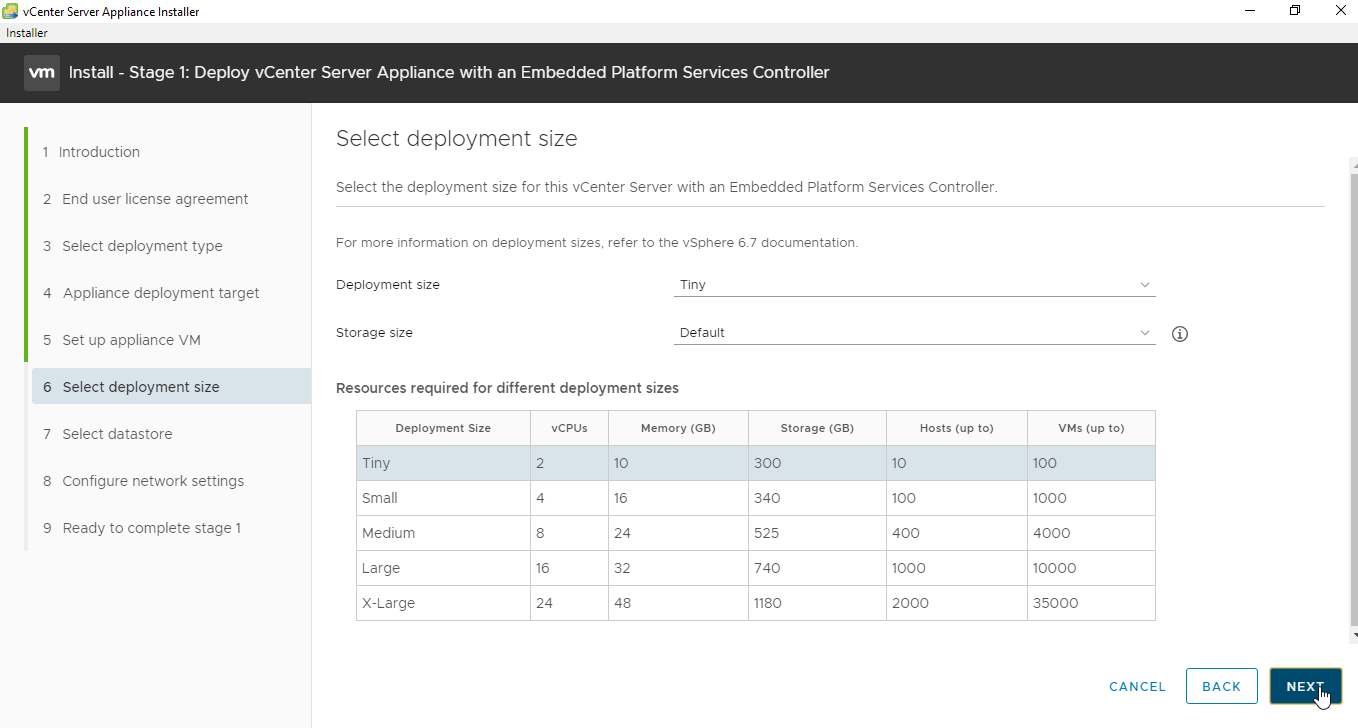 vCenter Server Appliance Installer
Installer
vm Install - Stage 1: Deploy vCenter Server Appliance with an Embedded Platform Services Controller
1 Introduction
2 End user license agreement
3 Select deployment type
4 Appliance deployment target
5 Set up appliance VM
6 Select deployment size
7 Select datastore
8 Configure network settings
9 Ready to complete stage 1
Select deployment size
Select the deployment size for this vCenter Server with an Embedded Platform Services Controller.
For more information on deployment sizes, refer to the vSphere 6.7 documentation.
Deployment size Tiny
Storage size Default
Resources required for different deployment sizes
Deployment Size vCPUs Memory (GB) Storage (GB) Hosts (up to) VMs (up to)
Tiny 2 10 300 10 100
Small 4 16 340 100 1000
Medium 8 24 525 400 4000
Large 16 32 740 1000 10000
X-Large 24 48 1180 2000 35000
CANCEL BACK NEXT